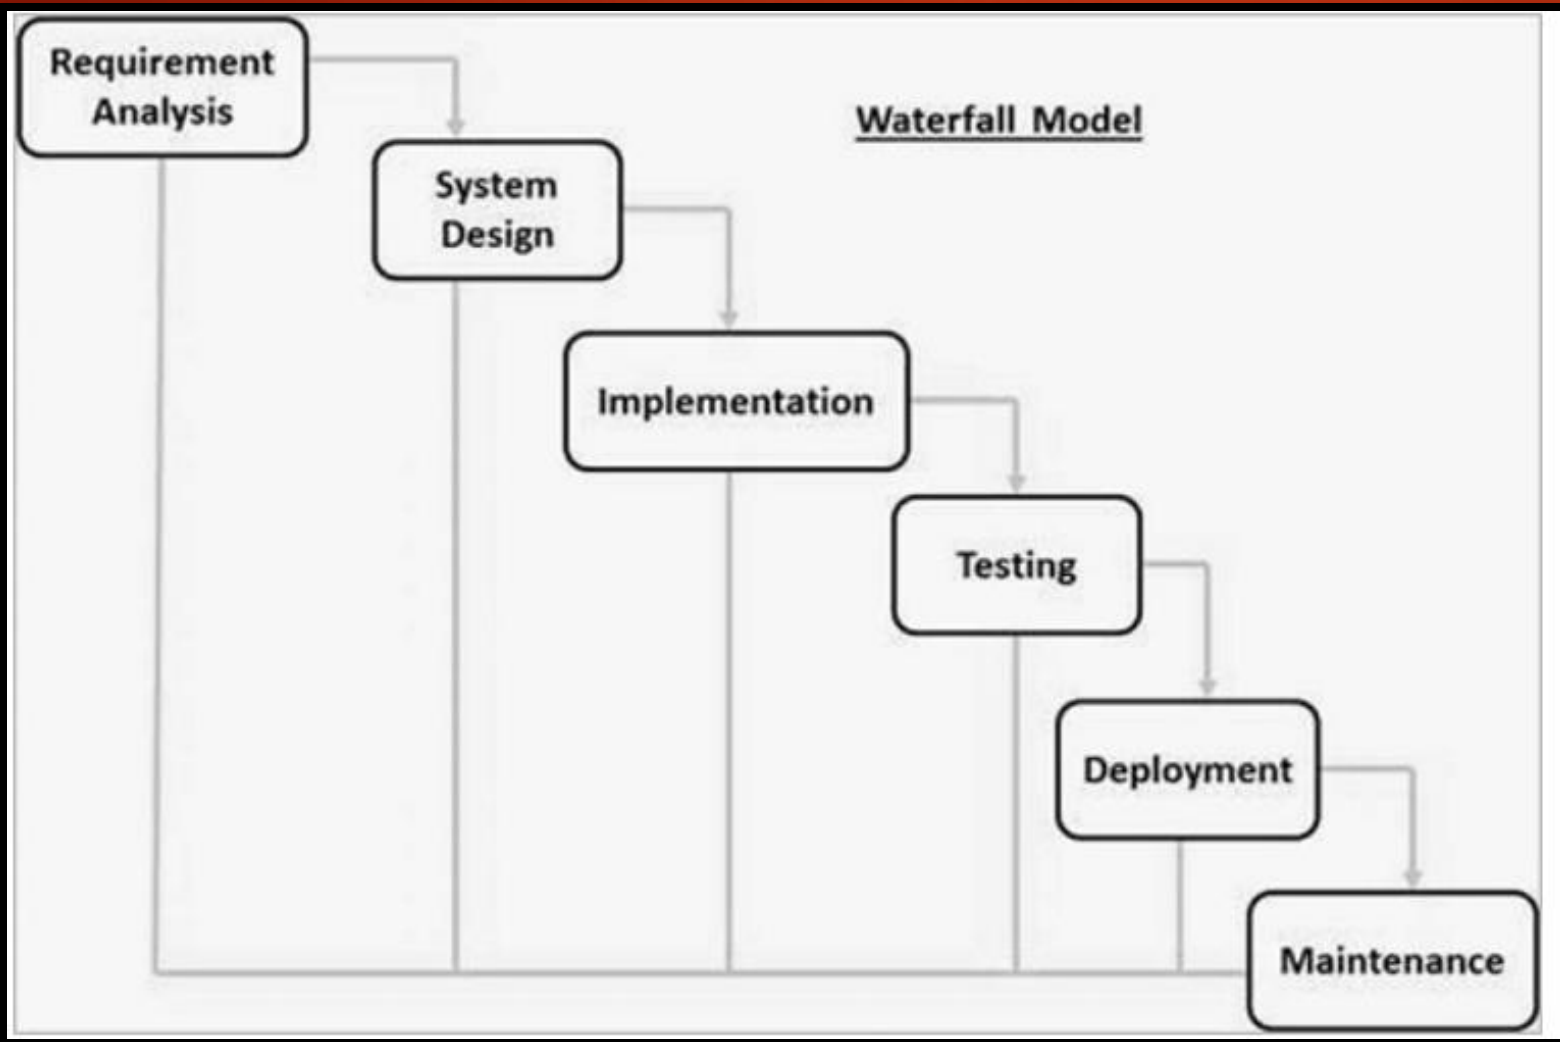 Requirement
Analysis
Waterfall Model
System
Design
Implementation
Testing
Deployment
Maintenance